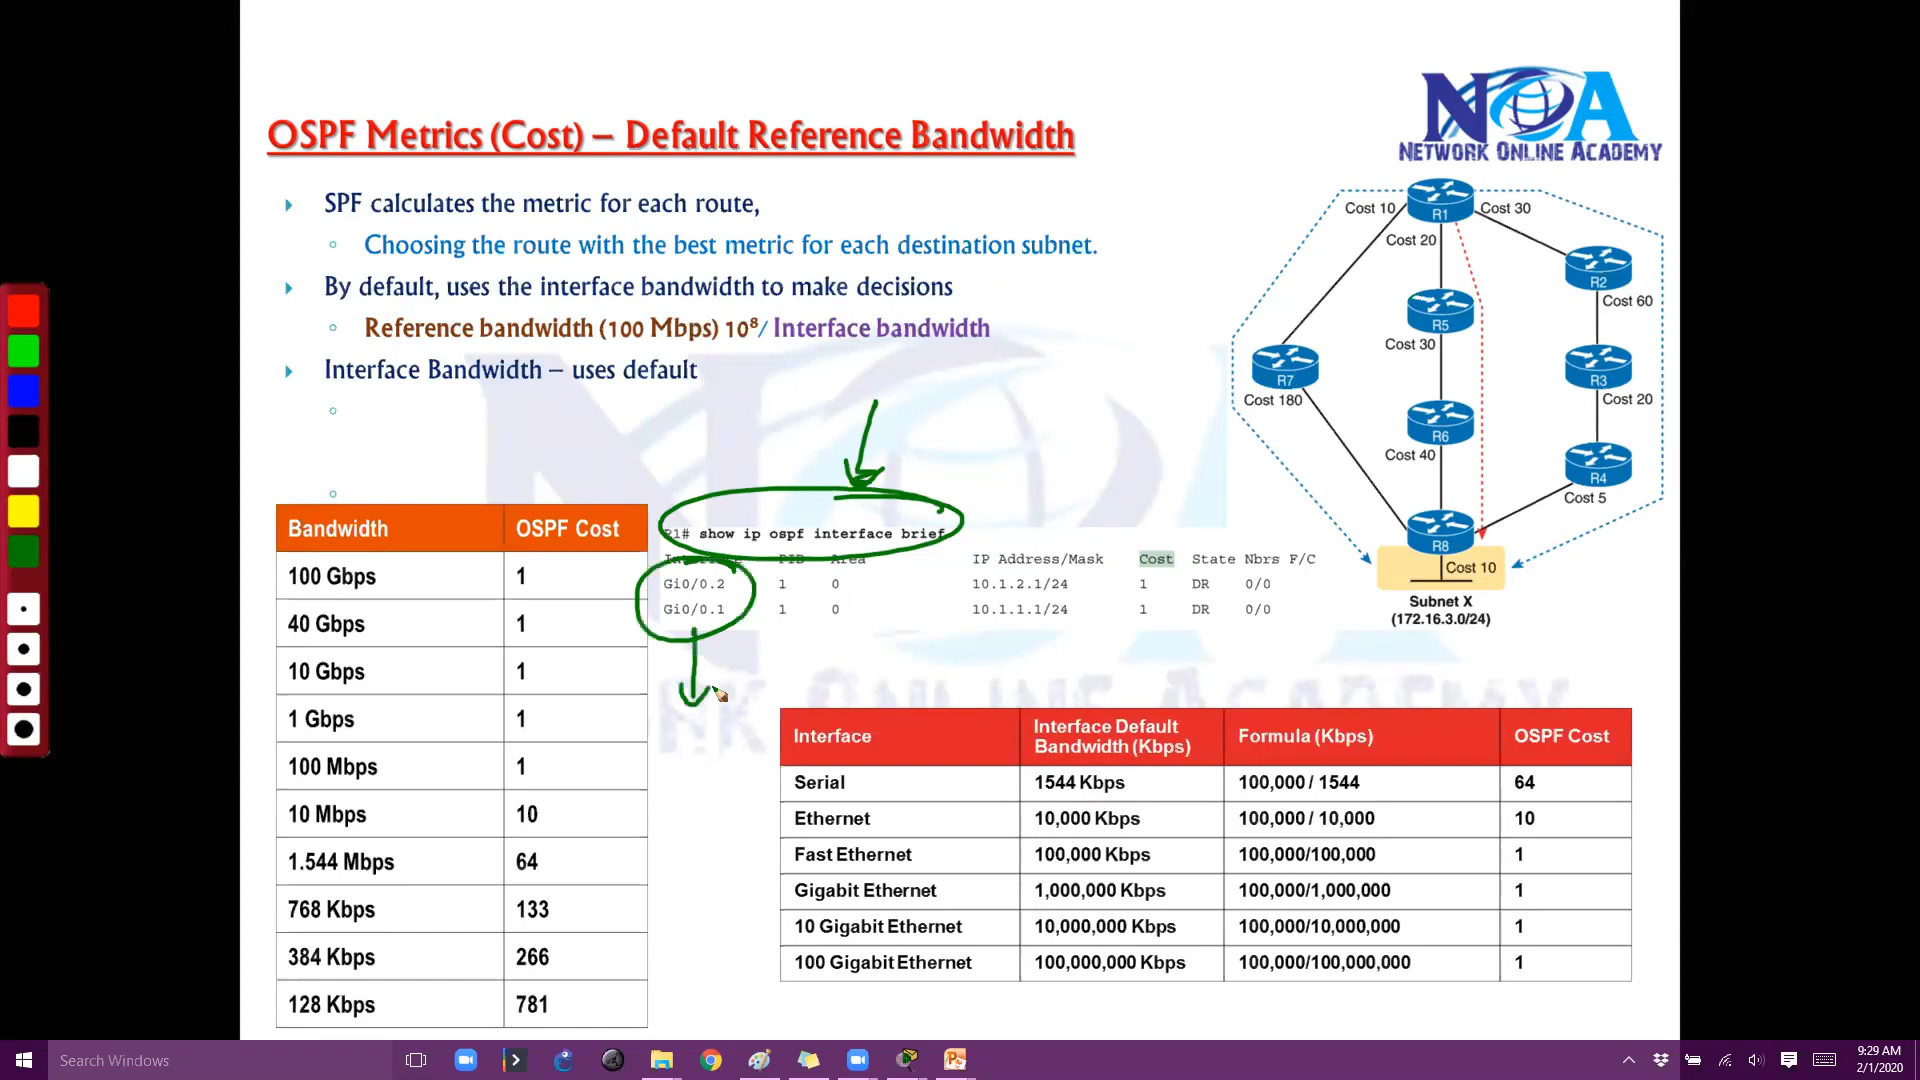 OSPF Metrics (Cost) – Default Reference Bandwidth
NOA
NETWORK ONLINE ACADEMY
SPF calculates the metric for each route,
Choosing the route with the best metric for each destination subnet.
By default, uses the interface bandwidth to make decisions
Reference bandwidth (100 Mbps) 10⁸/ Interface bandwidth
Interface Bandwidth – uses default
Cost 10
R1
Cost 30
Cost 20
R2
Cost 60
R5
Cost 30
R7
Cost 180
R3
Cost 20
R6
Cost 40
R4
Cost 5
R8
Cost 10
Subnet X
(172.16.3.0/24)
Bandwidth OSPF Cost
100 Gbps 1
40 Gbps 1
10 Gbps 1
1 Gbps 1
100 Mbps 1
10 Mbps 10
1.544 Mbps 64
768 Kbps 133
384 Kbps 266
128 Kbps 781
R1# show ip ospf interface brief
Interface PID Area IP Address/Mask Cost State Nbrs F/C
Gi0/0.2 1 0 10.1.2.1/24 1 DR 0/0
Gi0/0.1 1 0 10.1.1.1/24 1 DR 0/0
Interface Interface Default Bandwidth (Kbps) Formula (Kbps) OSPF Cost
Serial 1544 Kbps 100,000 / 1544 64
Ethernet 10,000 Kbps 100,000 / 10,000 10
Fast Ethernet 100,000 Kbps 100,000/100,000 1
Gigabit Ethernet 1,000,000 Kbps 100,000/1,000,000 1
10 Gigabit Ethernet 10,000,000 Kbps 100,000/10,000,000 1
100 Gigabit Ethernet 100,000,000 Kbps 100,000/100,000,000 1
NETWORK ONLINE ACADEMY
Search Windows
9:29 AM
2/1/2020